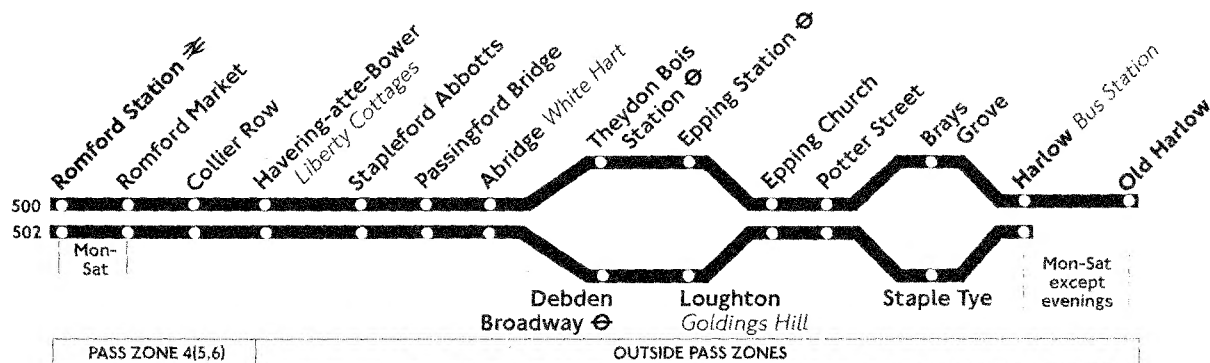 Romford Station
Romford Market
Collier Row
Havering-atte-Bower
Liberty Cottages
Stapleford Abbotts
Passingford Bridge
Abridge White Hart
Theydon Bois
Station
Epping Station
Epping Church
Potter Street
Brays
Grove
Harlow Bus Station
Old Harlow
500
502
Mon-
Sat
Debden
Broadway
Loughton
Goldings Hill
Staple Tye
Mon-Sat
except
evenings
PASS ZONE 4(5,6)
OUTSIDE PASS ZONES